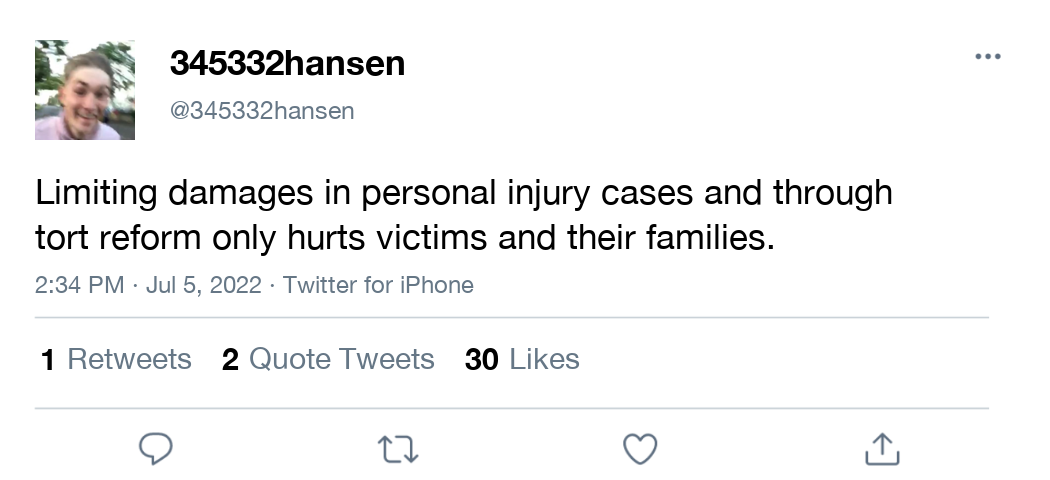 345332hansen
@345332hansen
Limiting damages in personal injury cases and through
tort reform only hurts victims and their families.
2:34 PM · Jul 5, 2022 · Twitter for iPhone
1 Retweets 2 Quote Tweets 30 Likes